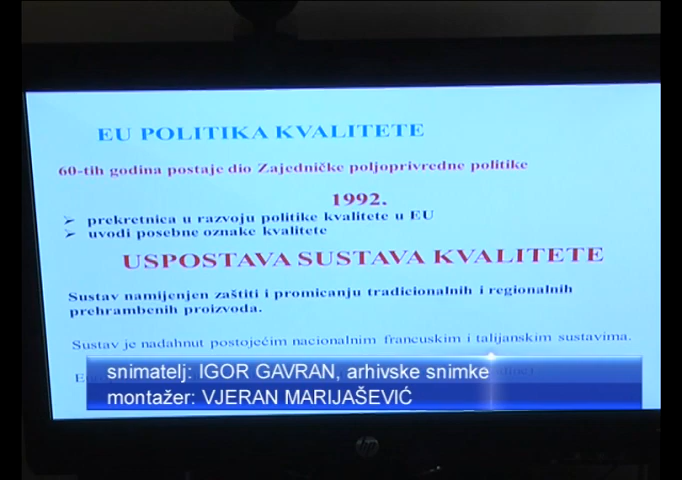 EU POLITIKA KVALITETE
60-tih godina postaje dio Zajedničke poljoprivredne politike
1992.
prekretnica u razvoju politike kvalitete u EU
uvodi posebne oznake kvalitete
USPOSTAVA SUSTAVA KVALITETE
Sustav namijenjen zaštiti i promicanju tradicionalnih i regionalnih
prehrambenih proizvoda.
Sustav je nadahnut postojećim nacionalnim francuskim i talijanskim sustavima.
snimatelj: IGOR GAVRAN, arhivske snimke
montažer: VJERAN MARIJAŠEVIĆ
hp